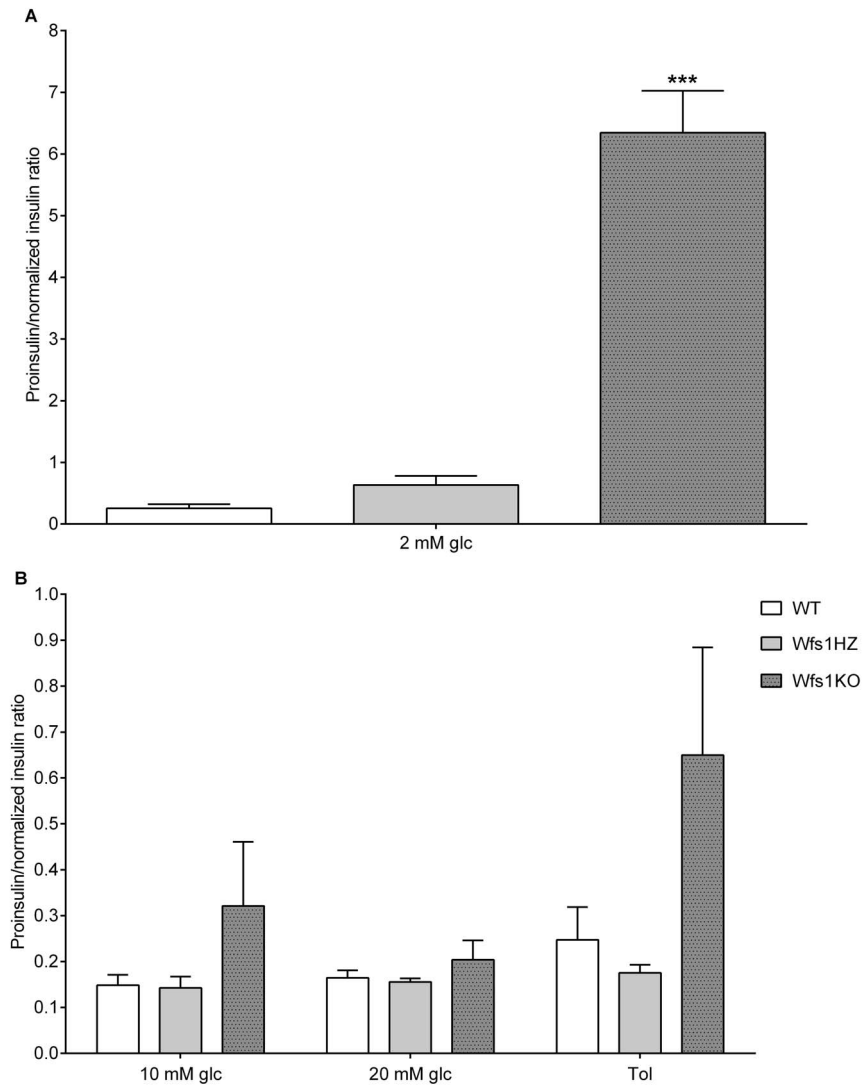 A
Proinsulin/normalized insulin ratio
8
7
6
5
4
3
2
1
0
***
2 mM glc
B
Proinsulin/normalized insulin ratio
1.0
0.9
0.8
0.7
0.6
0.5
0.4
0.3
0.2
0.1
0.0
10 mM glc
20 mM glc
Tol
WT
Wfs1HZ
Wfs1KO